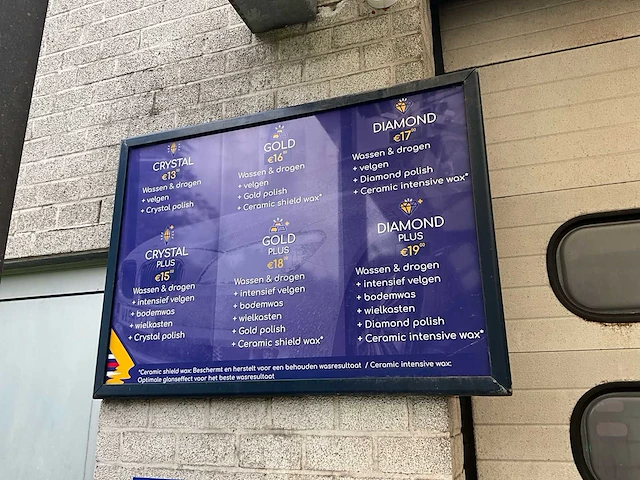 CRYSTAL
€13
Wassen & drogen
+ velgen
+ Crystal polish
GOLD
€16
Wassen & drogen
+ velgen
+ Gold polish
+ Ceramic shield wax*
DIAMOND
€17⁰⁰
Wassen & drogen
+ velgen
+ Diamond polish
+ Ceramic intensive wax*
CRYSTAL
PLUS
€15⁰⁰
Wassen & drogen
+ intensief velgen
+ bodemwas
+ wielkasten
+ Crystal polish
GOLD
PLUS
€18
Wassen & drogen
+ intensief velgen
+ bodemwas
+ wielkasten
+ Gold polish
+ Ceramic shield wax*
DIAMOND
PLUS
€19⁰⁰
Wassen & drogen
+ intensief velgen
+ bodemwas
+ wielkasten
+ Diamond polish
+ Ceramic intensive wax*
*Ceramic shield wax: Beschermt en herstelt voor een behouden wasresultaat / Ceramic intensive wax:
Optimale glanseffect voor het beste wasresultaat